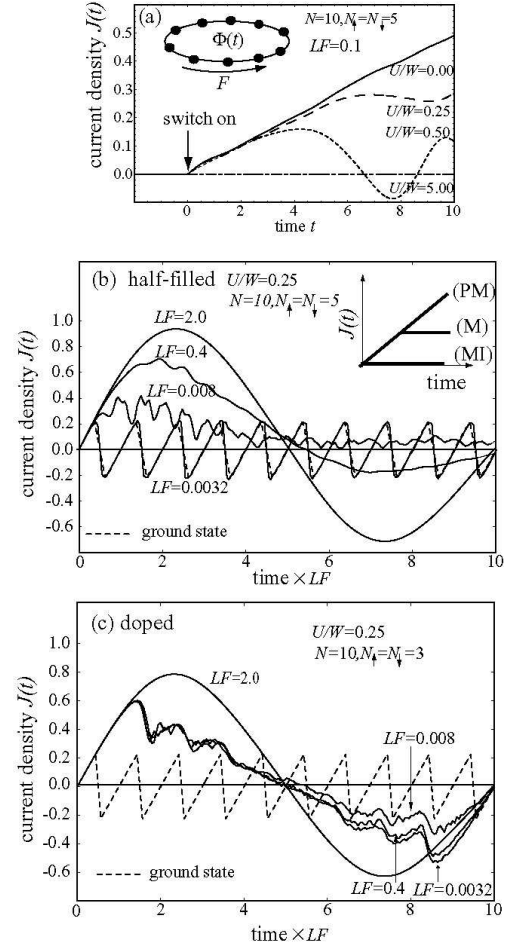 (a)
N=10,N↑=N↓=5
LF=0.1
Φ(t)
F
switch on
U/W=0.00
U/W=0.25
U/W=0.50
U/W=5.00
current density J(t)
0.5
0.4
0.3
0.2
0.1
0.0
0 2 4 6 8 10
time t
(b) half-filled
U/W=0.25
N=10,N↑=N↓=5
LF=2.0
LF=0.4
LF=0.008
LF=0.0032
J(t)
(PM)
(M)
(MI)
time
current density J(t)
1.0
0.8
0.6
0.4
0.2
0
-0.2
-0.4
-0.6
ground state
0 2 4 6 8 10
time × LF
(c) doped
U/W=0.25
N=10,N↑=N↓=3
LF=2.0
LF=0.008
LF=0.4
LF=0.0032
current density J(t)
1.0
0.8
0.6
0.4
0.2
0
-0.2
-0.4
-0.6
ground state
0 2 4 6 8 10
time × LF